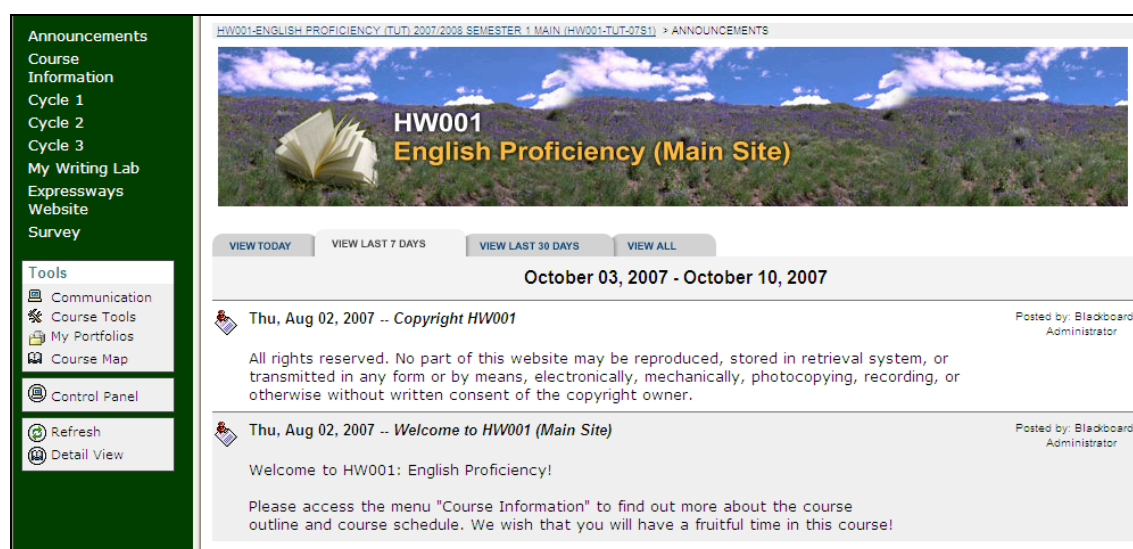 Announcements
Course
Information
Cycle 1
Cycle 2
Cycle 3
My Writing Lab
Expressways
Website
Survey
Tools
Communication
Course Tools
My Portfolios
Course Map
Control Panel
Refresh
Detail View
HW001-ENGLISH PROFICIENCY (TUT) 2007/2008 SEMESTER 1 MAIN (HW001-TUT-07S1) > ANNOUNCEMENTS
HW001
English Proficiency (Main Site)
VIEW TODAY VIEW LAST 7 DAYS VIEW LAST 30 DAYS VIEW ALL
October 03, 2007 - October 10, 2007
Thu, Aug 02, 2007 -- Copyright HW001
Posted by: Blackboard
Administrator
All rights reserved. No part of this website may be reproduced, stored in retrieval system, or
transmitted in any form or by means, electronically, mechanically, photocopying, recording, or
otherwise without written consent of the copyright owner.
Thu, Aug 02, 2007 -- Welcome to HW001 (Main Site)
Posted by: Blackboard
Administrator
Welcome to HW001: English Proficiency!
Please access the menu "Course Information" to find out more about the course
outline and course schedule. We wish that you will have a fruitful time in this course!